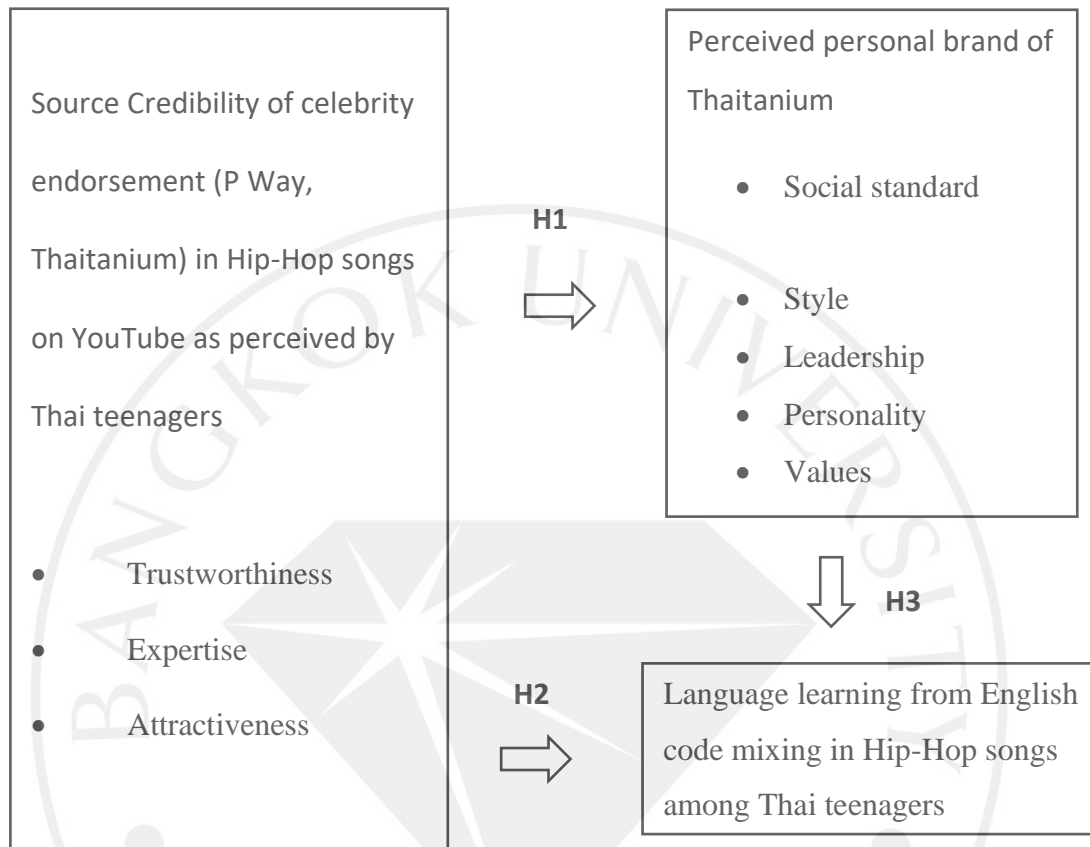 Source Credibility of celebrity
endorsement (P Way,
Thaitanium) in Hip-Hop songs
on YouTube as perceived by
Thai teenagers
• Trustworthiness
• Expertise
• Attractiveness
H1
Perceived personal brand of
Thaitanium
• Social standard
• Style
• Leadership
• Personality
• Values
H3
H2
Language learning from English
code mixing in Hip-Hop songs
among Thai teenagers
BANGKOK UNIVERSITY